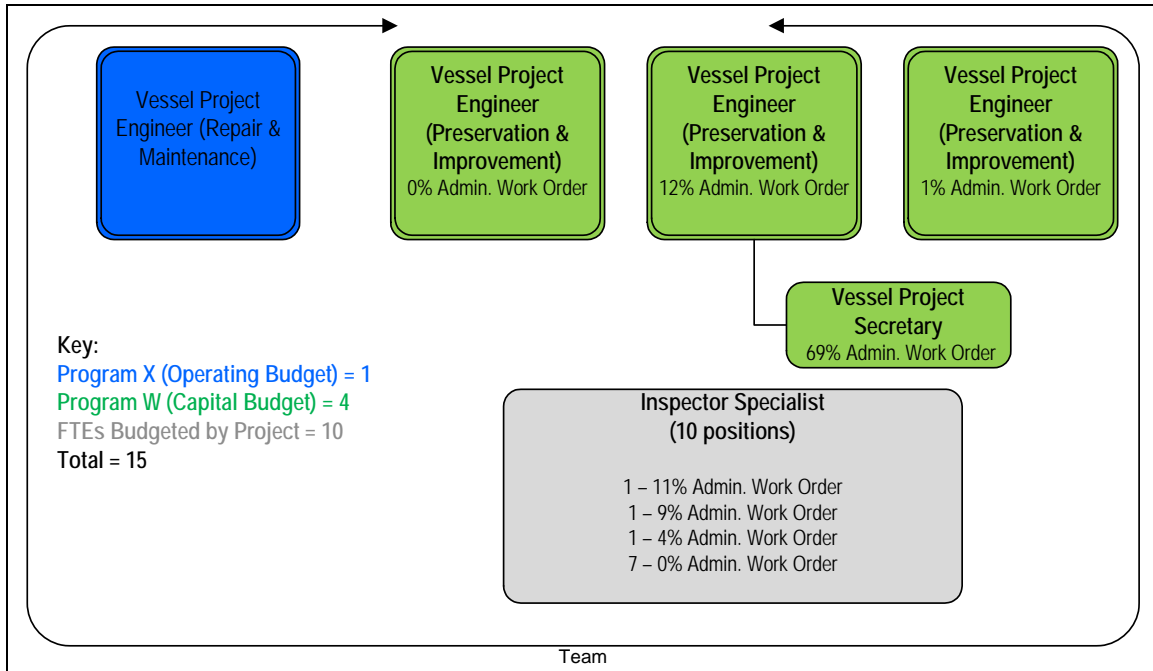 Vessel Project
Engineer (Repair &
Maintenance)
Vessel Project
Engineer
(Preservation &
Improvement)
0% Admin. Work Order
Vessel Project
Engineer
(Preservation &
Improvement)
12% Admin. Work Order
Vessel Project
Engineer
(Preservation &
Improvement)
1% Admin. Work Order
Vessel Project
Secretary
69% Admin. Work Order
Key:
Program X (Operating Budget) = 1
Program W (Capital Budget) = 4
FTEs Budgeted by Project = 10
Total = 15
Inspector Specialist
(10 positions)
1 – 11% Admin. Work Order
1 – 9% Admin. Work Order
1 – 4% Admin. Work Order
7 – 0% Admin. Work Order
Team